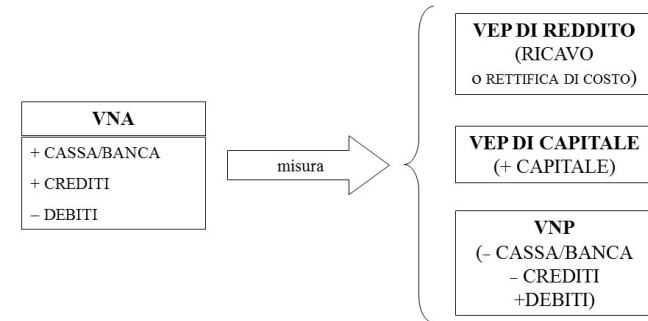 VNA
+ CASSA/BANCA
+ CREDITI
– DEBITI
misura
VEP DI REDDITO
(RICAVO
O RETTIFICA DI COSTO)
VEP DI CAPITALE
(+ CAPITALE)
VNP
(– CASSA/BANCA
– CREDITI
+DEBITI)